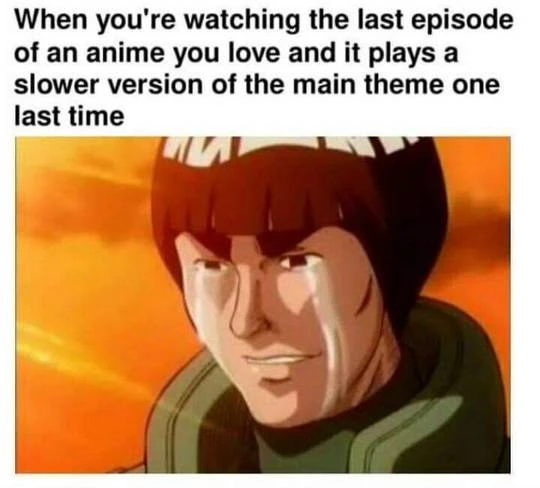 When you're watching the last episode
of an anime you love and it plays a
slower version of the main theme one
last time